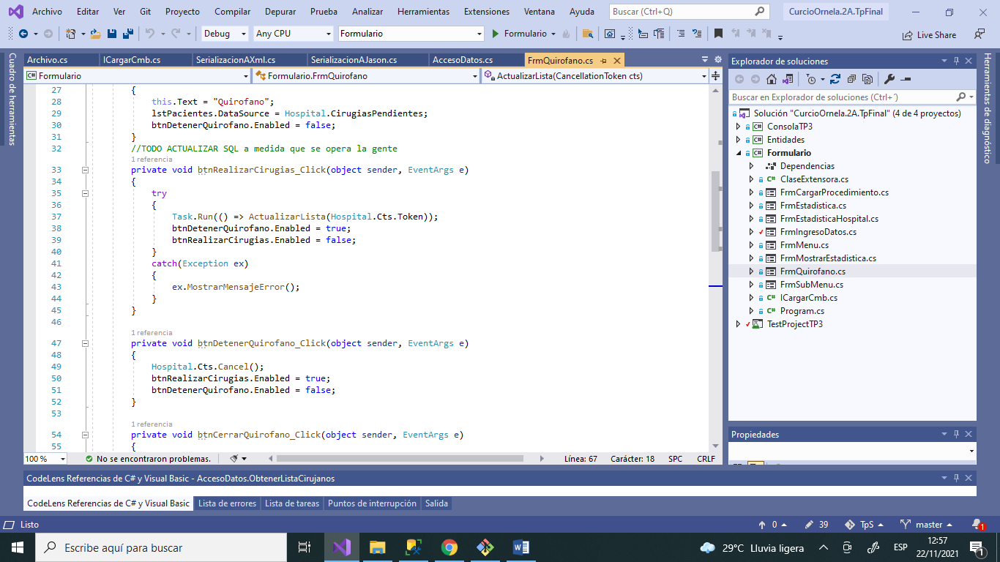 Archivo Editar Ver Git Proyecto Compilar Depurar Prueba Analizar Herramientas Extensiones Ventana Ayuda Buscar (Ctrl+Q) CurcioOrnela.2A.TpFinal
Debug Any CPU Formulario Formulario Live Share
Cuadro de herramientas
Archivo.cs ICargarCmb.cs SerializacionAXml.cs SerializacionAJason.cs AccesoDatos.cs FrmQuirofano.cs
Formulario Formulario.FrmQuirofano ActualizarLista(CancellationToken cts)
27 {
28 this.Text = "Quirofano";
29 lstPacientes.DataSource = Hospital.CirugiasPendientes;
30 btnDetenerQuirofano.Enabled = false;
31 }
32 //TODO ACTUALIZAR SQL a medida que se opera la gente
1 referencia
33 private void btnRealizarCirugias_Click(object sender, EventArgs e)
34 {
35 try
36 {
37 Task.Run(() => ActualizarLista(Hospital.Cts.Token));
38 btnDetenerQuirofano.Enabled = true;
39 btnRealizarCirugias.Enabled = false;
40 }
41 catch(Exception ex)
42 {
43 ex.MostrarMensajeError();
44 }
45 }
46
1 referencia
47 private void btnDetenerQuirofano_Click(object sender, EventArgs e)
48 {
49 Hospital.Cts.Cancel();
50 btnRealizarCirugias.Enabled = true;
51 btnDetenerQuirofano.Enabled = false;
52 }
53
1 referencia
54 private void btnCerrarQuirofano_Click(object sender, EventArgs e)
55 {
100 % No se encontraron problemas. Línea: 67 Carácter: 18 SPC CRLF
Explorador de soluciones
Buscar en Explorador de soluciones (Ctrl+´)
Solución "CurcioOrnela.2A.TpFinal" (4 de 4 proyectos)
ConsolaTP3
Entidades
Formulario
Dependencias
ClaseExtensora.cs
FrmCargarProcedimiento.cs
FrmEstadistica.cs
FrmEstadisticaHospital.cs
FrmIngresoDatos.cs
FrmMenu.cs
FrmMostrarEstadistica.cs
FrmQuirofano.cs
FrmSubMenu.cs
ICargarCmb.cs
Program.cs
TestProjectTP3
Propiedades
Herramientas de diagnóstico
CodeLens Referencias de C# y Visual Basic - AccesoDatos.ObtenerListaCirujanos
CodeLens Referencias de C# y Visual Basic Lista de errores Lista de tareas Puntos de interrupción Salida
Listo 0 39 TpS master 1
Escribe aquí para buscar 29°C Lluvia ligera ESP 12:57
22/11/2021 1